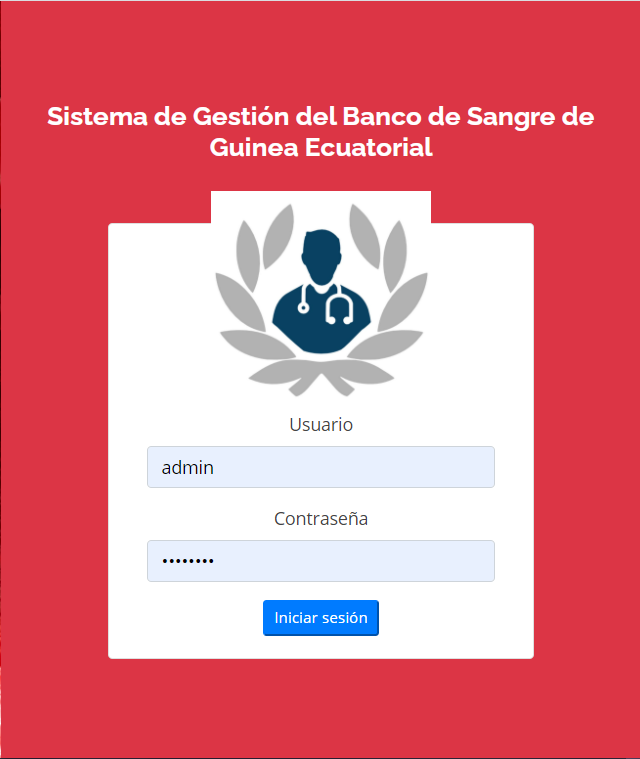 Sistema de Gestión del Banco de Sangre de
Guinea Ecuatorial
Usuario
admin
Contraseña
••••••••
Iniciar sesión